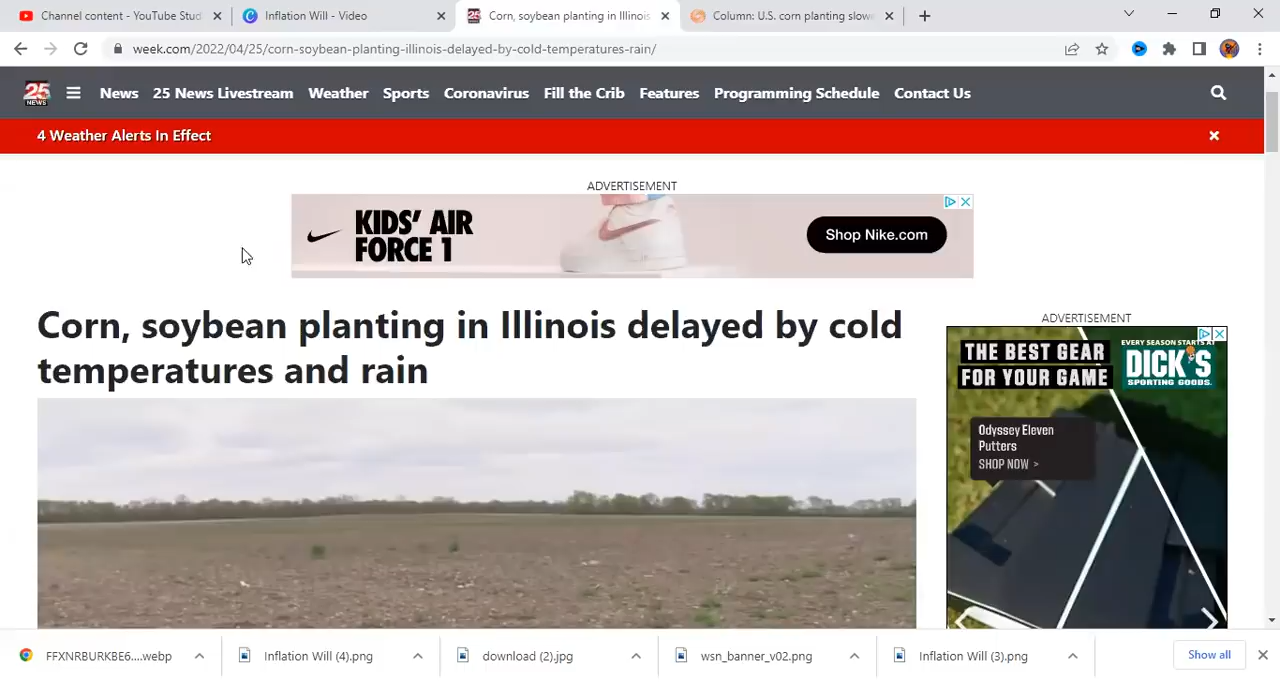 Channel content - YouTube Stud
Inflation Will - Video
Corn, soybean planting in Illinois
Column: U.S. corn planting slowe
week.com/2022/04/25/corn-soybean-planting-illinois-delayed-by-cold-temperatures-rain/
25
NEWS
News
25 News Livestream
Weather
Sports
Coronavirus
Fill the Crib
Features
Programming Schedule
Contact Us
4 Weather Alerts In Effect
ADVERTISEMENT
KIDS' AIR
FORCE 1
Shop Nike.com
Corn, soybean planting in Illinois delayed by cold
temperatures and rain
ADVERTISEMENT
THE BEST GEAR
FOR YOUR GAME
EVERY SEASON STARTS AT
DICK'S
SPORTING GOODS.
Odyssey Eleven
Putters
SHOP NOW >
FFXNRBURKBE6....webp
Inflation Will (4).png
download (2).jpg
wsn_banner_v02.png
Inflation Will (3).png
Show all